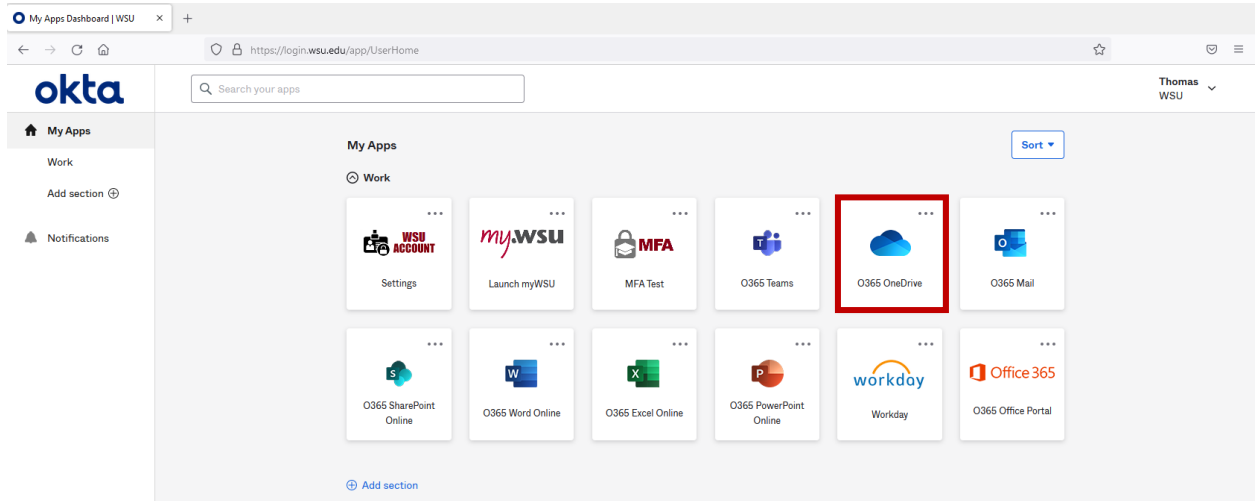 My Apps Dashboard | WSU
https://login.wsu.edu/app/UserHome
okta
Search your apps
Thomas
WSU
My Apps
Work
Add section
Notifications
My Apps
Sort
Work
WSU
ACCOUNT
Settings
my.WSU
Launch myWSU
MFA
MFA Test
T
O365 Teams
O365 OneDrive
O
O365 Mail
S
O365 SharePoint
Online
W
O365 Word Online
X
O365 Excel Online
P
O365 PowerPoint
Online
workday
Workday
Office 365
O365 Office Portal
Add section